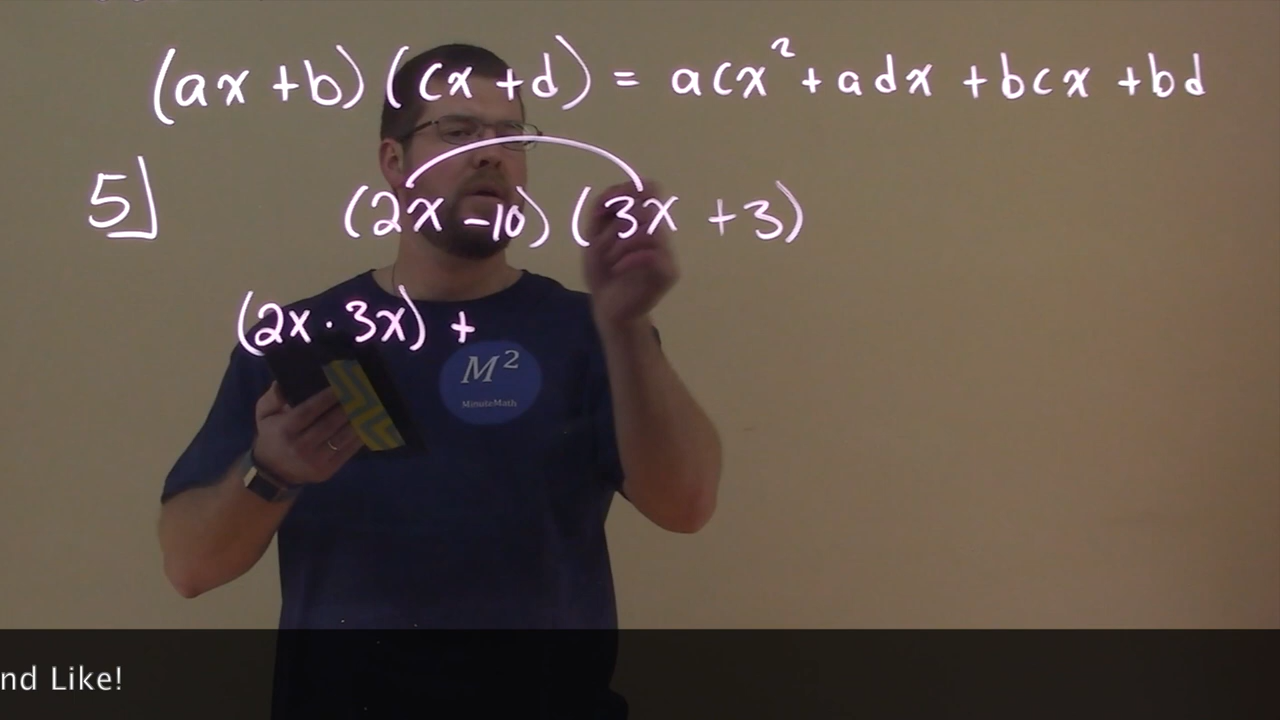 (ax + b) (cx + d) = acx² + adx + bcx + bd
5] (2x - 10) (3x + 3)
(2x · 3x) +
M²
MinuteMath
nd Like!